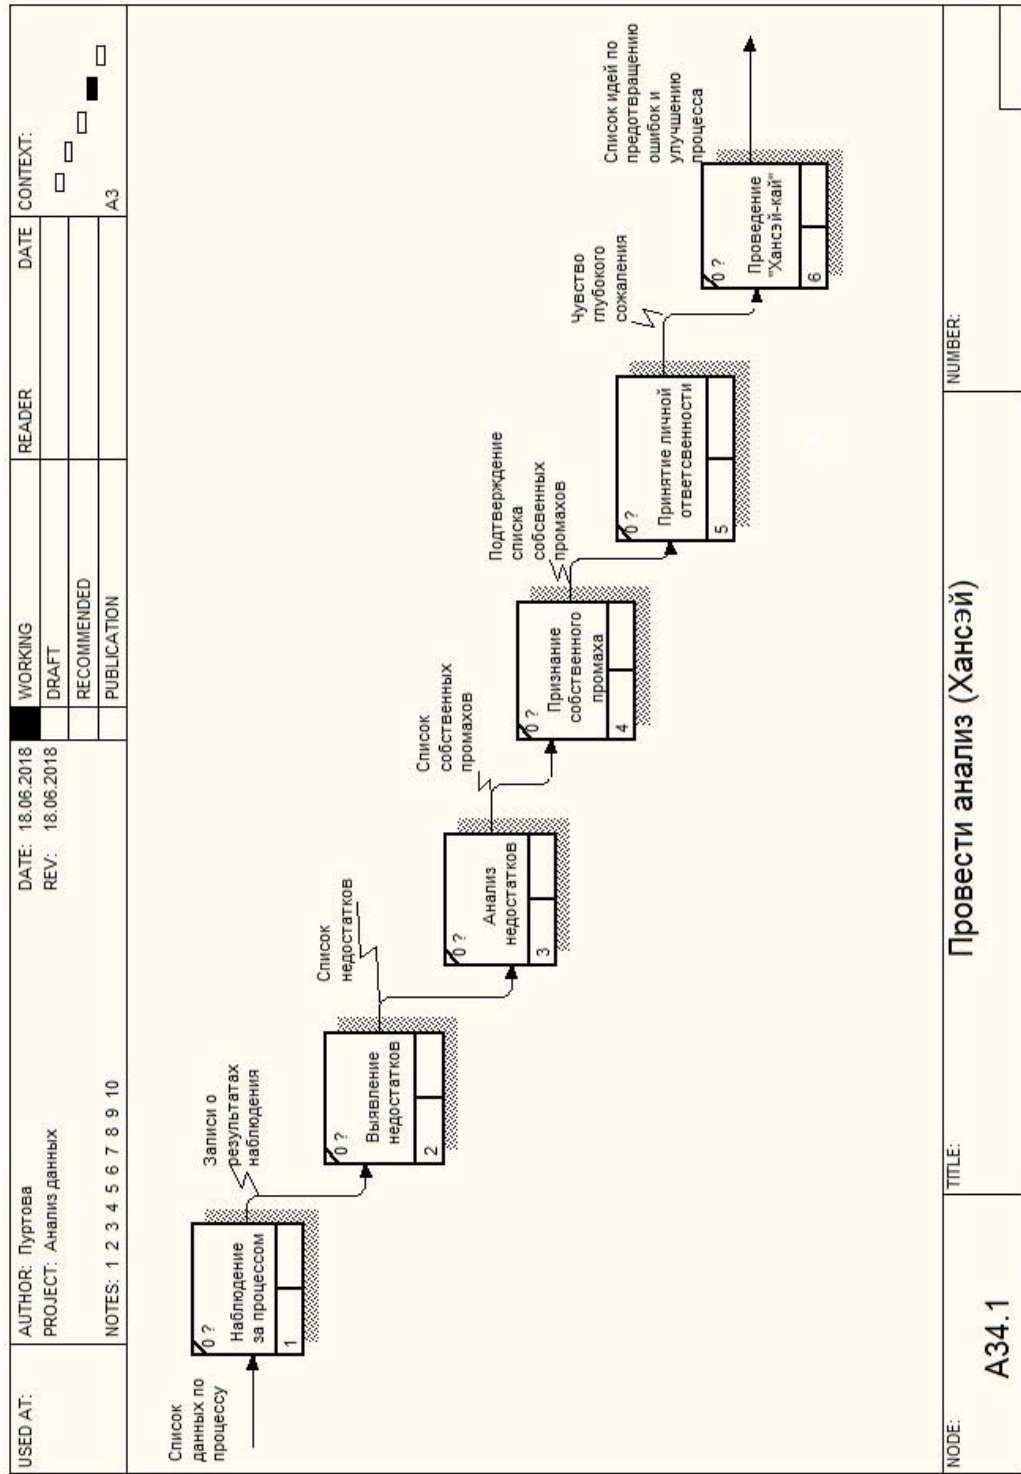 USED AT:
AUTHOR: Пуртова
PROJECT: Анализ данных
NOTES: 1 2 3 4 5 6 7 8 9 10
DATE: 18.06.2018
REV: 18.06.2018
WORKING
DRAFT
RECOMMENDED
PUBLICATION
READER
DATE
CONTEXT:
A3
Список
данных по
процессу
0 ?
Наблюдение
за процессом
1
Записи о
результатах
наблюдения
0 ?
Выявление
недостатков
2
Список
недостатков
0 ?
Анализ
недостатков
3
Список
собственных
промахов
0 ?
Признание
собственного
промаха
4
Подтверждение
списка
собсвенных
промахов
0 ?
Принятие личной
ответсвенности
5
Чувство
глубокого
сожаления
0 ?
Проведение
"Хансэй-кай"
6
Список идей по
предотвращению
ошибок и
улучшению
процесса
NODE:
A34.1
TITLE:
Провести анализ (Хансэй)
NUMBER: